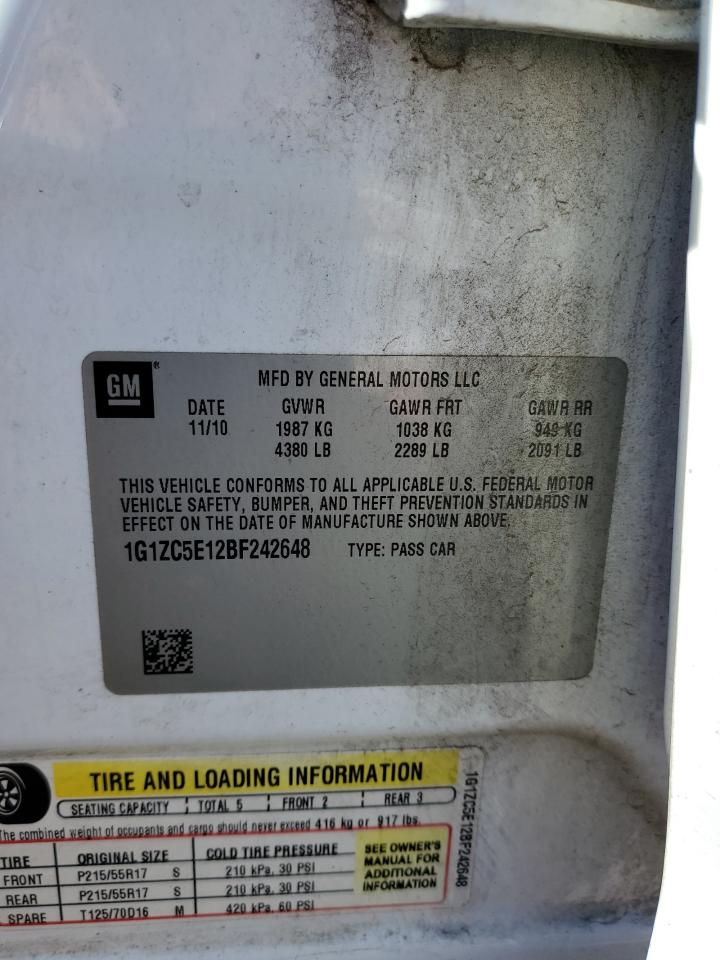 GM ®
MFD BY GENERAL MOTORS LLC
DATE GVWR GAWR FRT GAWR RR
11/10 1987 KG 1038 KG 949 KG
4380 LB 2289 LB 2091 LB
THIS VEHICLE CONFORMS TO ALL APPLICABLE U.S. FEDERAL MOTOR
VEHICLE SAFETY, BUMPER, AND THEFT PREVENTION STANDARDS IN
EFFECT ON THE DATE OF MANUFACTURE SHOWN ABOVE.
1G1ZC5E12BF242648 TYPE: PASS CAR
TIRE AND LOADING INFORMATION
SEATING CAPACITY TOTAL 5 FRONT 2 REAR 3
The combined weight of occupants and cargo should never exceed 416 kg or 917 lbs.
TIRE ORIGINAL SIZE COLD TIRE PRESSURE
FRONT P215/55R17 S 210 kPa, 30 PSI
REAR P215/55R17 S 210 kPa, 30 PSI
SPARE T125/70D16 M 420 kPa, 60 PSI
SEE OWNER'S
MANUAL FOR
ADDITIONAL
INFORMATION
1G1ZC5E12BF242648